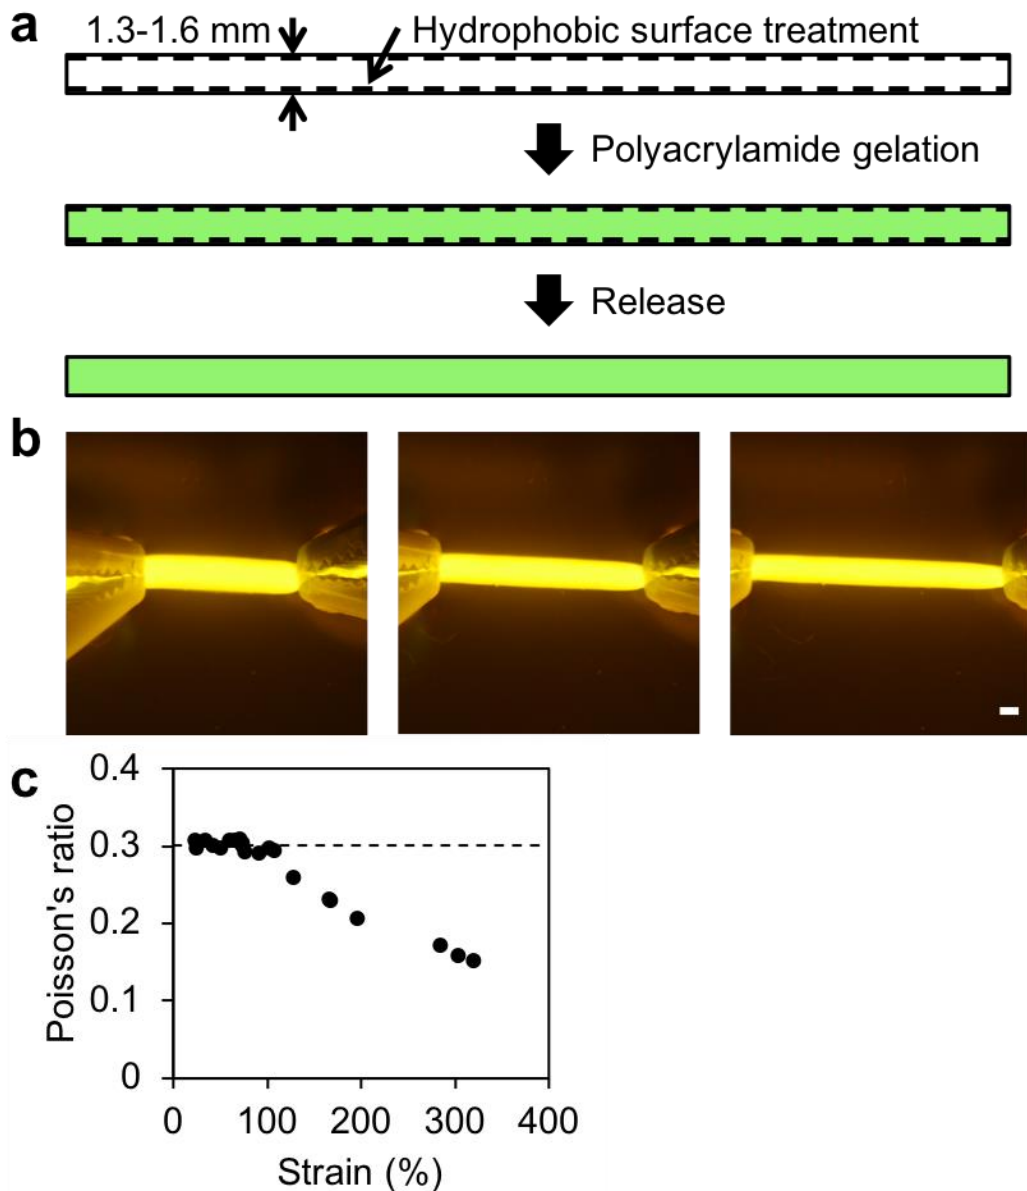 a
1.3-1.6 mm
Hydrophobic surface treatment
Polyacrylamide gelation
Release
b
c
0.4
0.3
0.2
0.1
0
Poisson's ratio
0 100 200 300 400
Strain (%)